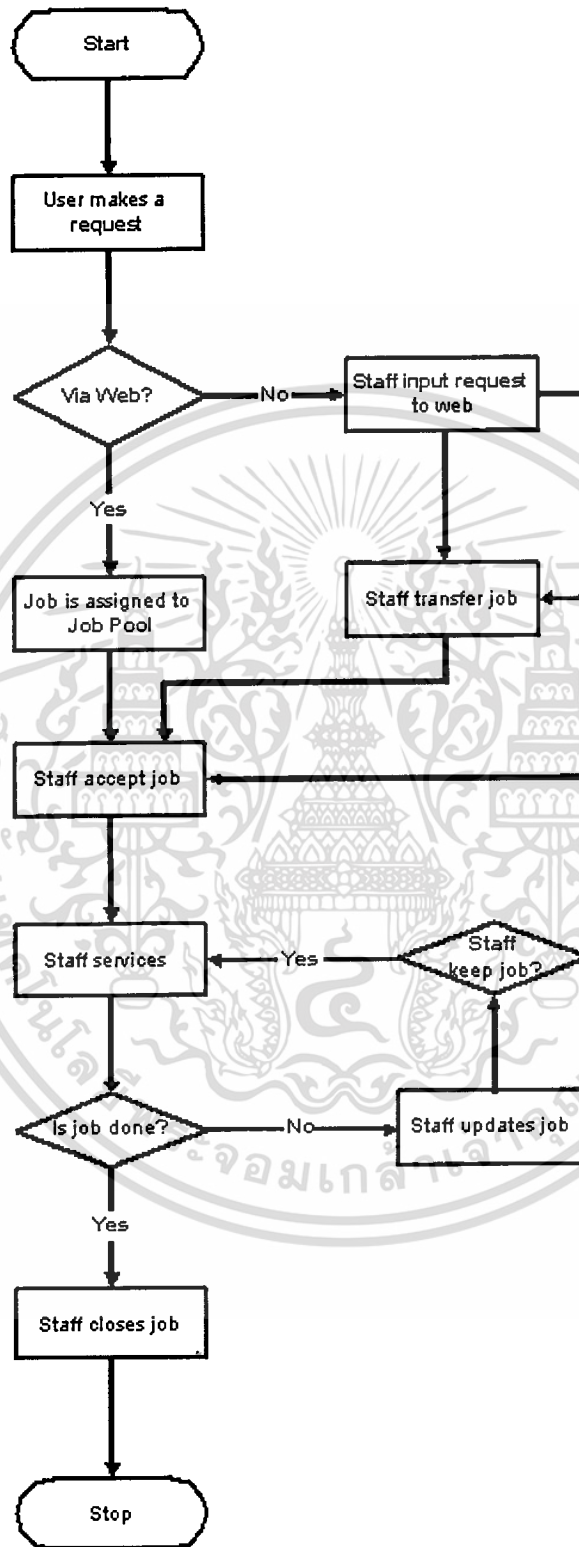 Start
User makes a
request
Via Web?
No
Staff input request
to web
Yes
Job is assigned to
Job Pool
Staff transfer job
Staff accept job
Staff services
Yes
Staff
keep job?
Is job done?
No
Staff updates job
Yes
Staff closes job
Stop